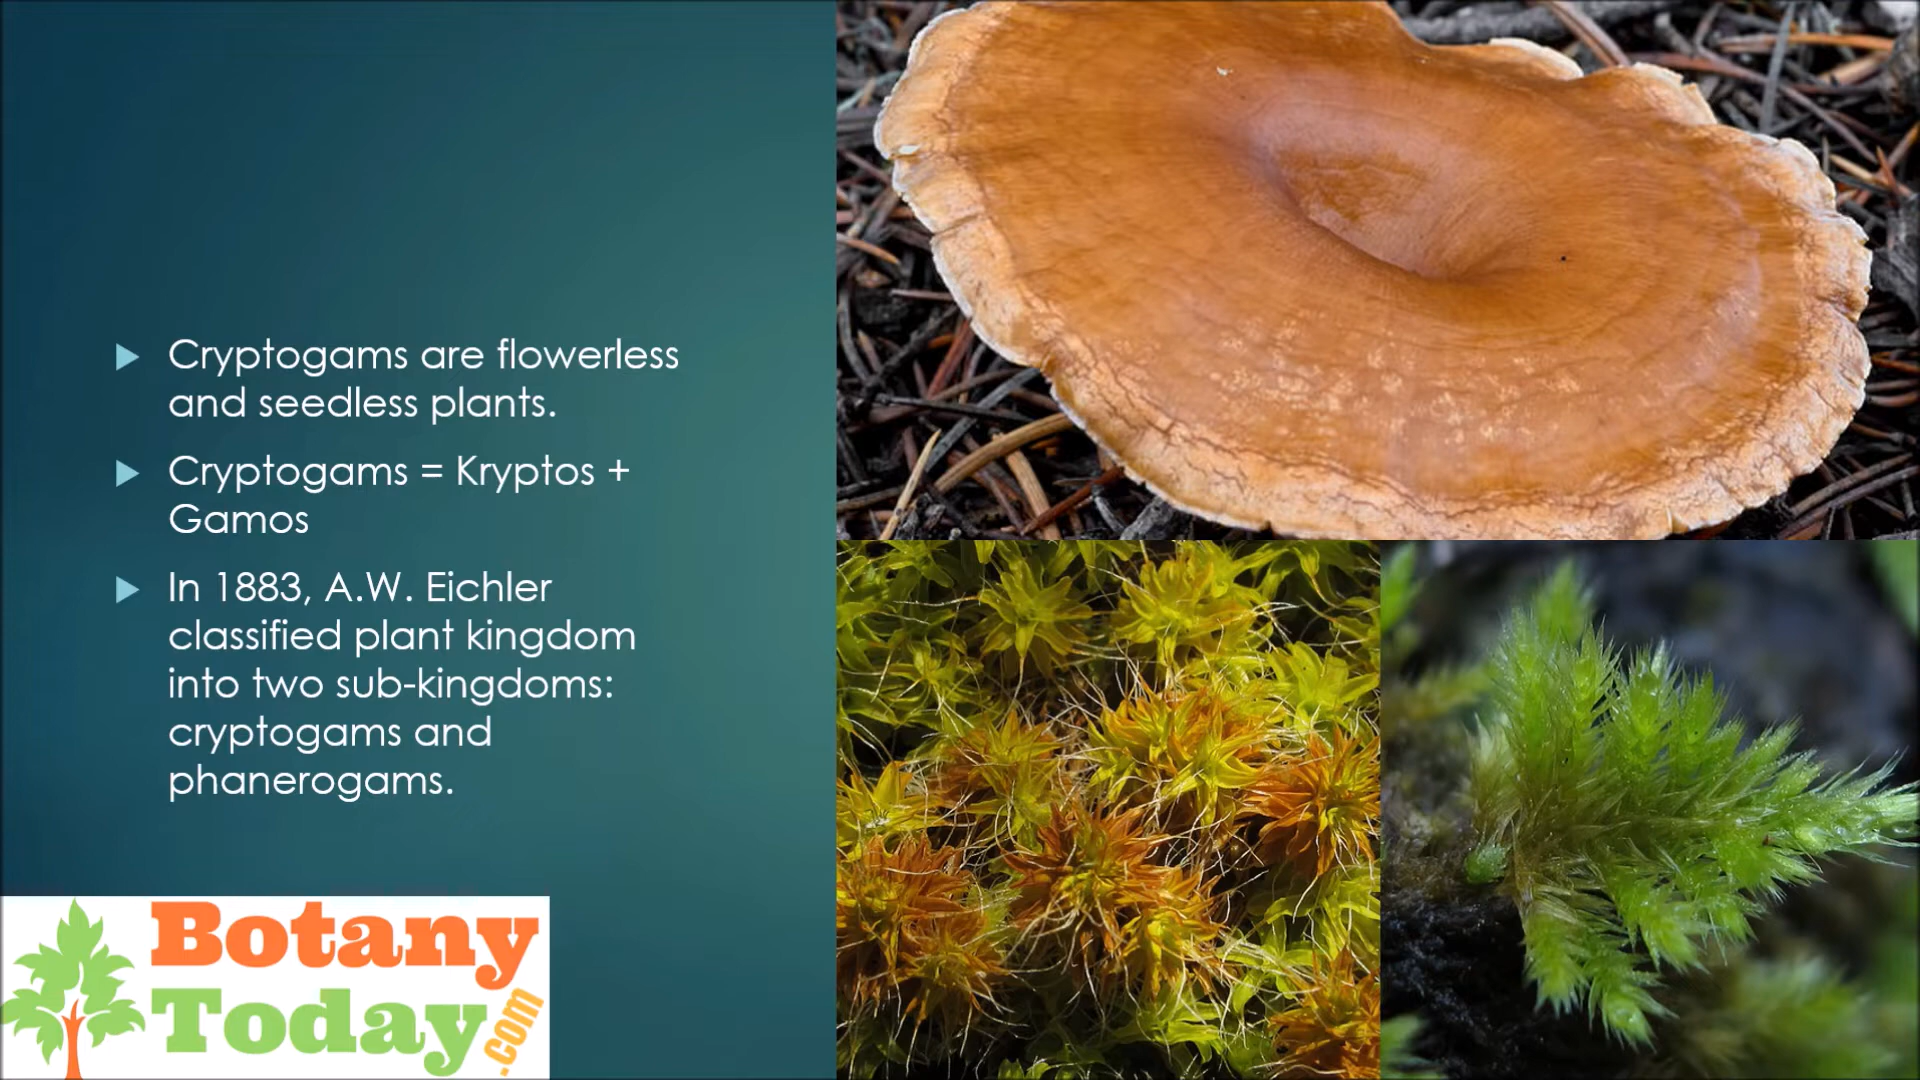 Cryptogams are flowerless
and seedless plants.
Cryptogams = Kryptos +
Gamos
In 1883, A.W. Eichler
classified plant kingdom
into two sub-kingdoms:
cryptogams and
phanerogams.
Botany
Today.com